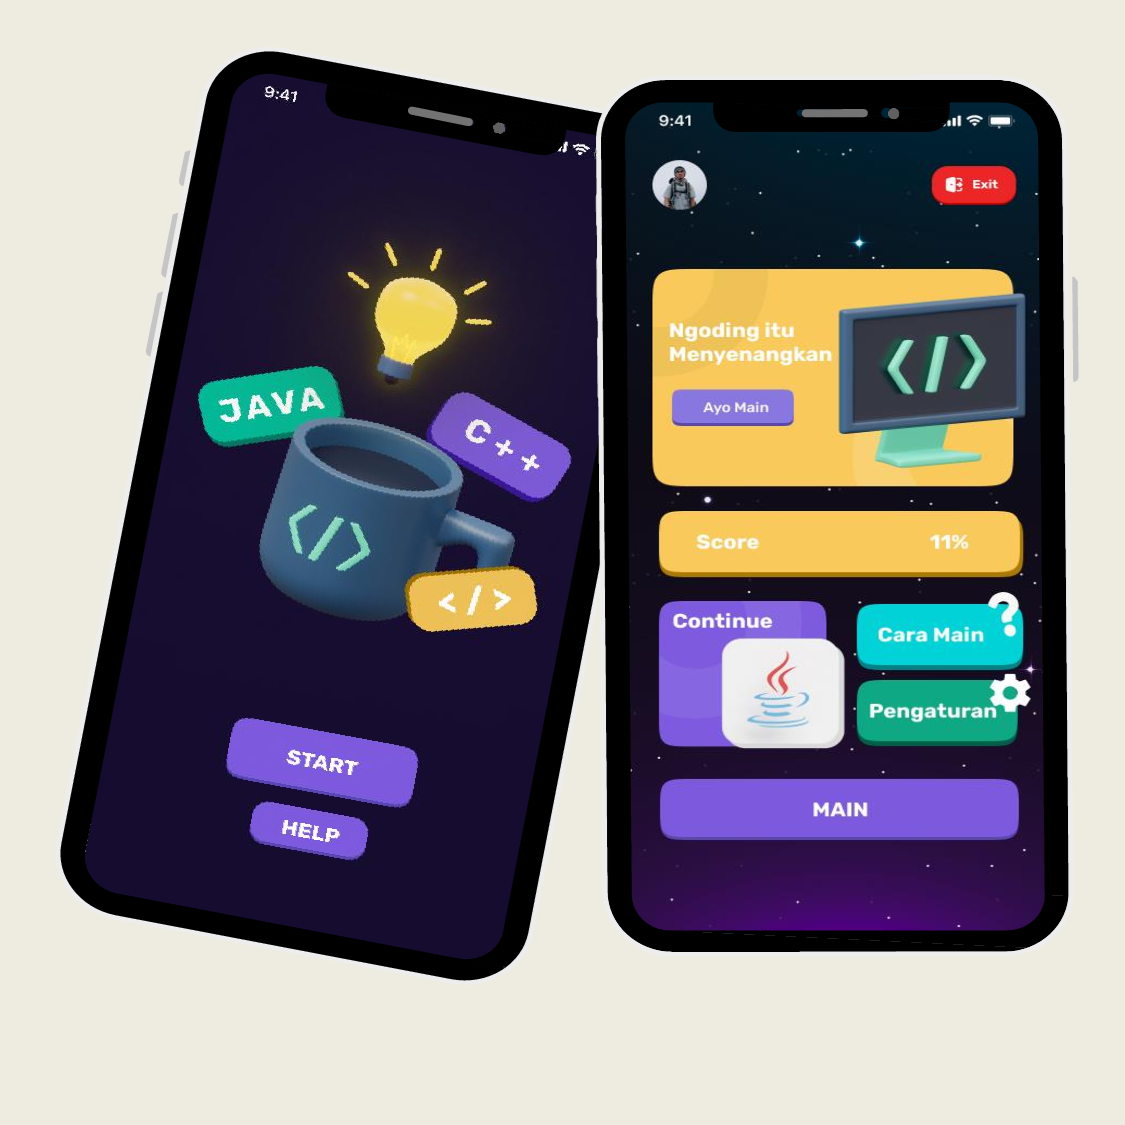 9:41
JAVA
C++
</>
</>
START
HELP
9:41
Exit
Ngoding itu
Menyenangkan
</>
Ayo Main
Score 11%
Continue
Cara Main
?
Pengaturan
MAIN